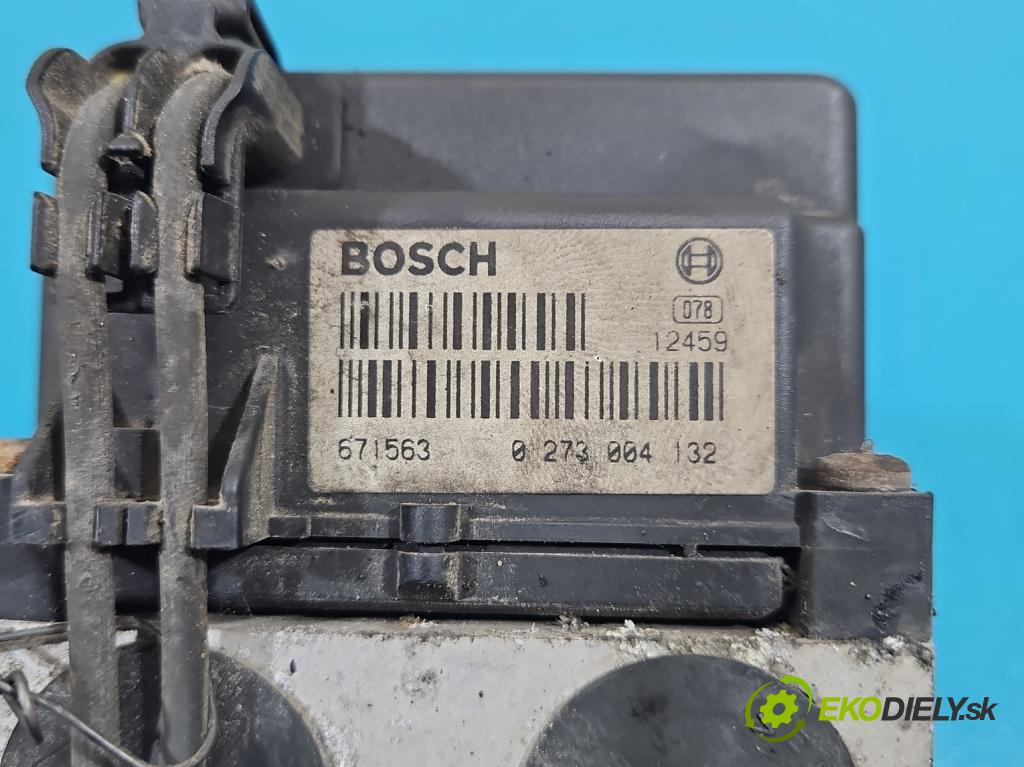 BOSCH
078
12459
671563 0 273 004 132
EKODIELY.sk